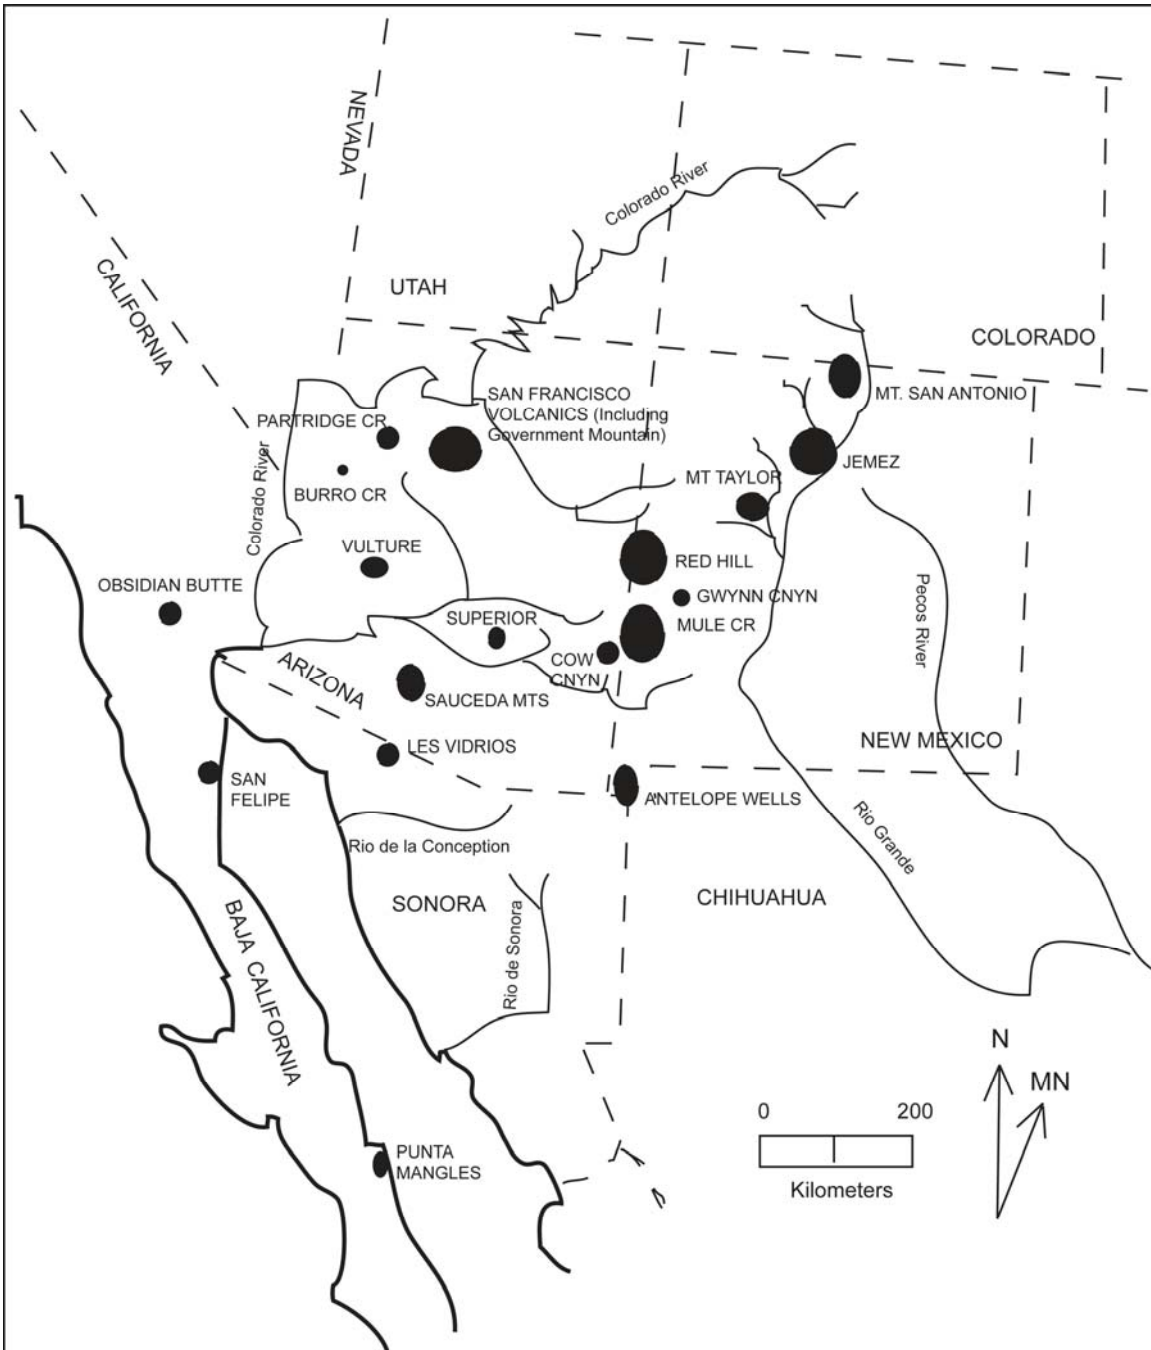 NEVADA
CALIFORNIA
Colorado River
UTAH
COLORADO
SAN FRANCISCO
VOLCANICS (Including
Government Mountain)
MT. SAN ANTONIO
PARTRIDGE CR
JEMEZ
MT TAYLOR
BURRO CR
Colorado River
VULTURE
RED HILL
OBSIDIAN BUTTE
GWYNN CNYN
Pecos River
SUPERIOR
MULE CR
COW
CNYN
ARIZONA
SAUCEDA MTS
LES VIDRIOS
NEW MEXICO
SAN
FELIPE
ANTELOPE WELLS
Rio Grande
Rio de la Conception
SONORA
CHIHUAHUA
Rio de Sonora
BAJA CALIFORNIA
N
MN
0 200
Kilometers
PUNTA
MANGLES